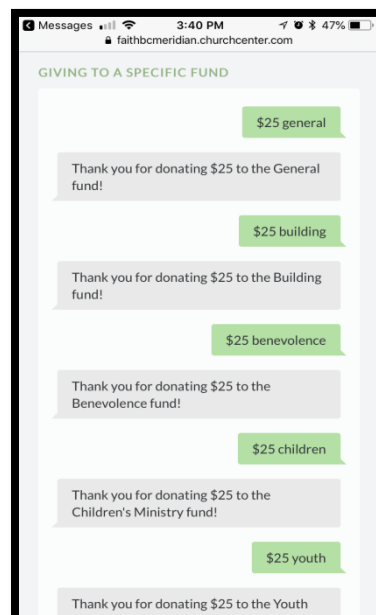 Messages 3:40 PM 47%
faithbcmeridian.churchcenter.com
GIVING TO A SPECIFIC FUND
$25 general
Thank you for donating $25 to the General
fund!
$25 building
Thank you for donating $25 to the Building
fund!
$25 benevolence
Thank you for donating $25 to the
Benevolence fund!
$25 children
Thank you for donating $25 to the
Children's Ministry fund!
$25 youth
Thank you for donating $25 to the Youth